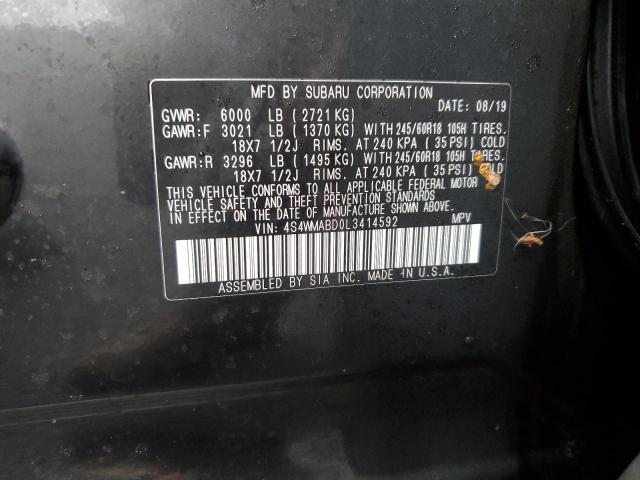 MFD BY SUBARU CORPORATION
GVWR: 6000 LB (2721 KG) DATE: 08/19
GAWR:F 3021 LB (1370 KG) WITH 245/60R18 105H TIRES.
18X7 1/2J RIMS. AT 240 KPA (35 PSI) COLD
GAWR:R 3296 LB (1495 KG) WITH 245/60R18 105H TIRES.
18X7 1/2J RIMS. AT 240 KPA (35 PSI) COLD
THIS VEHICLE CONFORMS TO ALL APPLICABLE FEDERAL MOTOR
VEHICLE SAFETY AND THEFT PREVENTION STANDARDS IN EFFECT
ON THE DATE OF MANUFACTURE SHOWN ABOVE.
VIN: 4S4WMABD0L3414592 MPV
ASSEMBLED BY SIA INC. MADE IN U.S.A.